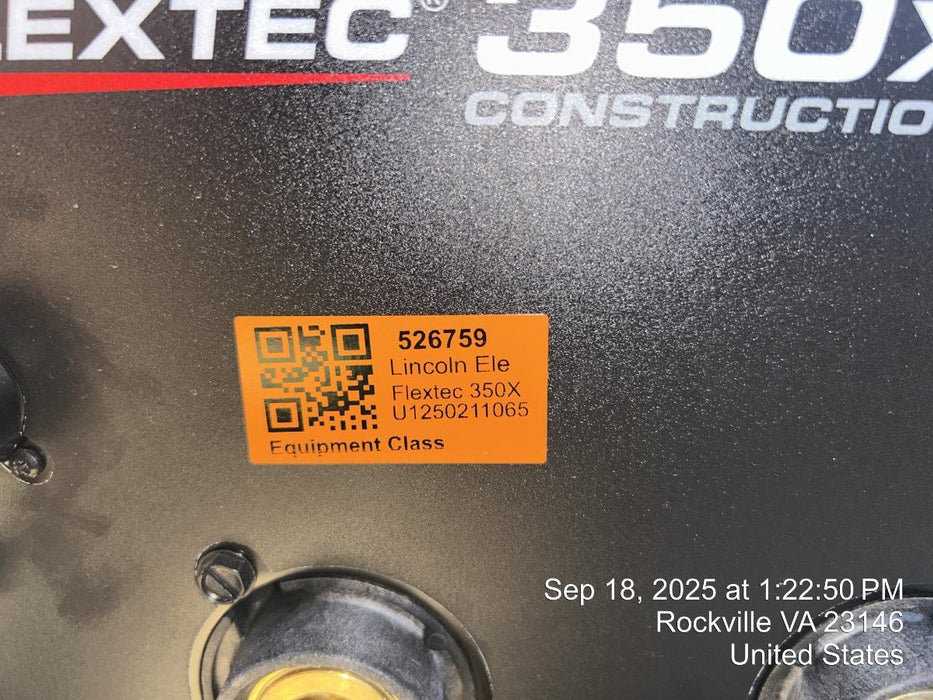 LEXTEC® 350X
CONSTRUCTIO
526759
Lincoln Ele
Flextec 350X
U1250211065
Equipment Class
Sep 18, 2025 at 1:22:50 PM
Rockville VA 23146
United States